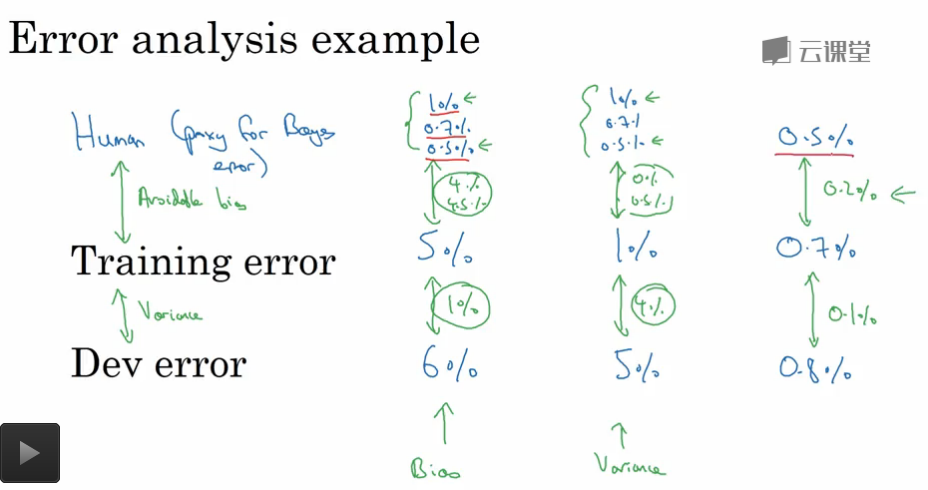 Error analysis example
云课堂
Human (proxy for Bayes error)
1% 0.7% 0.5%
1% 0.7% 0.5%
0.5%
Avoidable bias
4% 4.5%
0% 0.5%
0.2%
Training error
5%
1%
0.7%
Variance
1%
4%
0.1%
Dev error
6%
5%
0.8%
Bias
Variance